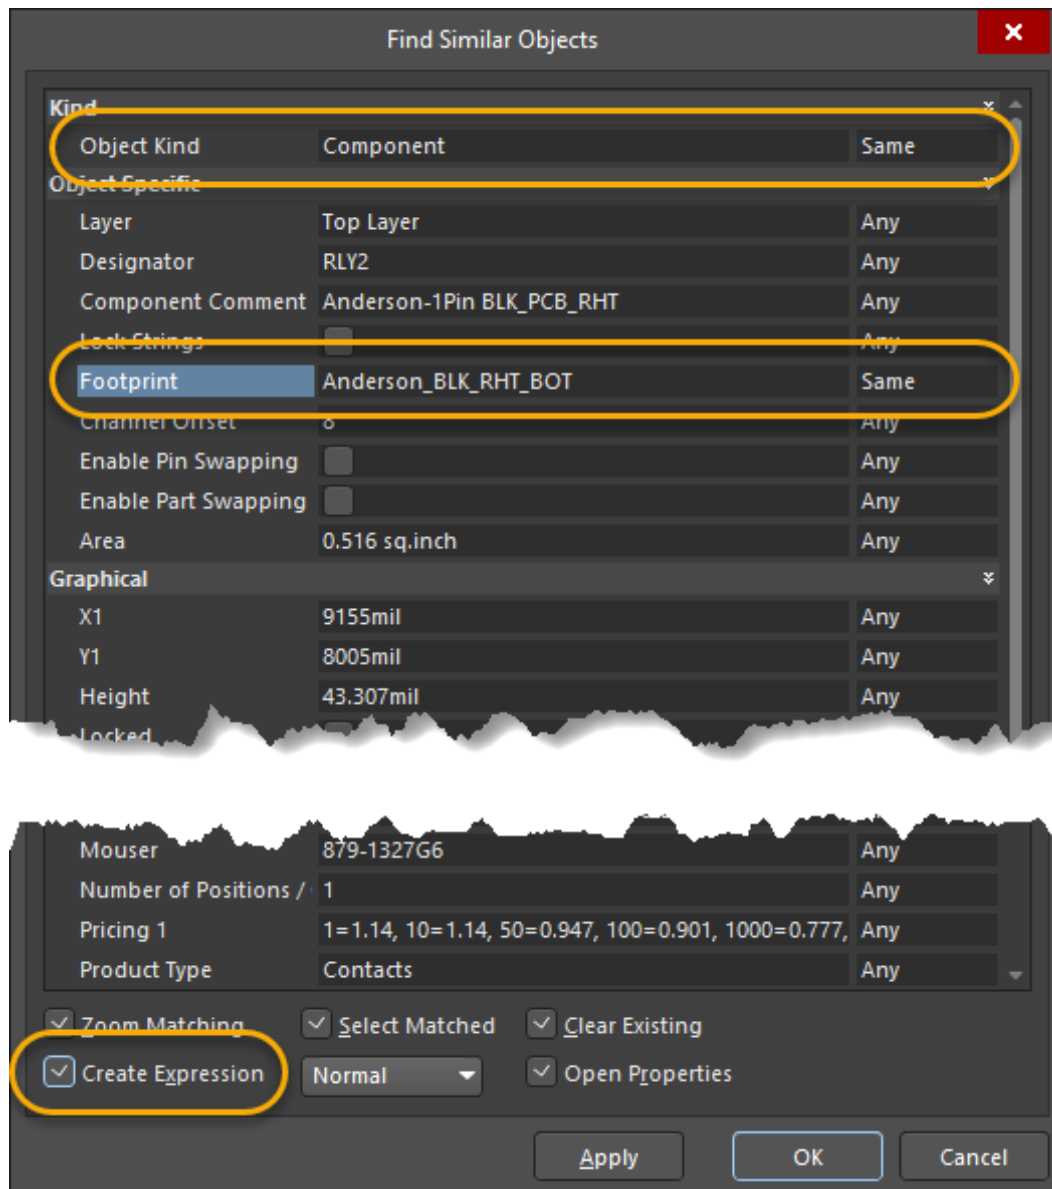 Find Similar Objects
Kind
Object Kind Component Same
Object Specific
Layer Top Layer Any
Designator RLY2 Any
Component Comment Anderson-1Pin BLK_PCB_RHT Any
Lock Strings Any
Footprint Anderson_BLK_RHT_BOT Same
Channel Offset 8 Any
Enable Pin Swapping Any
Enable Part Swapping Any
Area 0.516 sq.inch Any
Graphical
X1 9155mil Any
Y1 8005mil Any
Height 43.307mil Any
Locked
Mouser 879-1327G6 Any
Number of Positions / 1 Any
Pricing 1 1=1.14, 10=1.14, 50=0.947, 100=0.901, 1000=0.777, Any
Product Type Contacts Any
Zoom Matching Select Matched Clear Existing
Create Expression Normal Open Properties
Apply OK Cancel